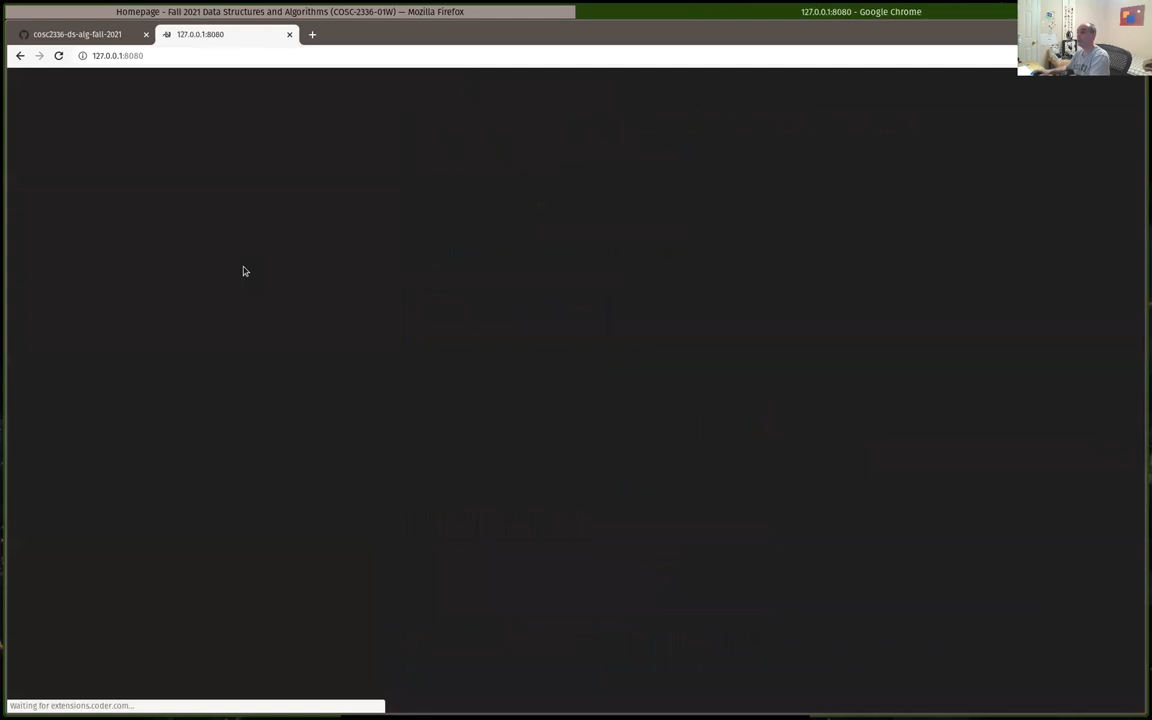 Homepage - Fall 2021 Data Structures and Algorithms (COSC-2336-01W) — Mozilla Firefox
127.0.0.1:8080 - Google Chrome
cosc2336-ds-alg-fall-2021
127.0.0.1:8080
127.0.0.1:8080
Waiting for extensions.coder.com...